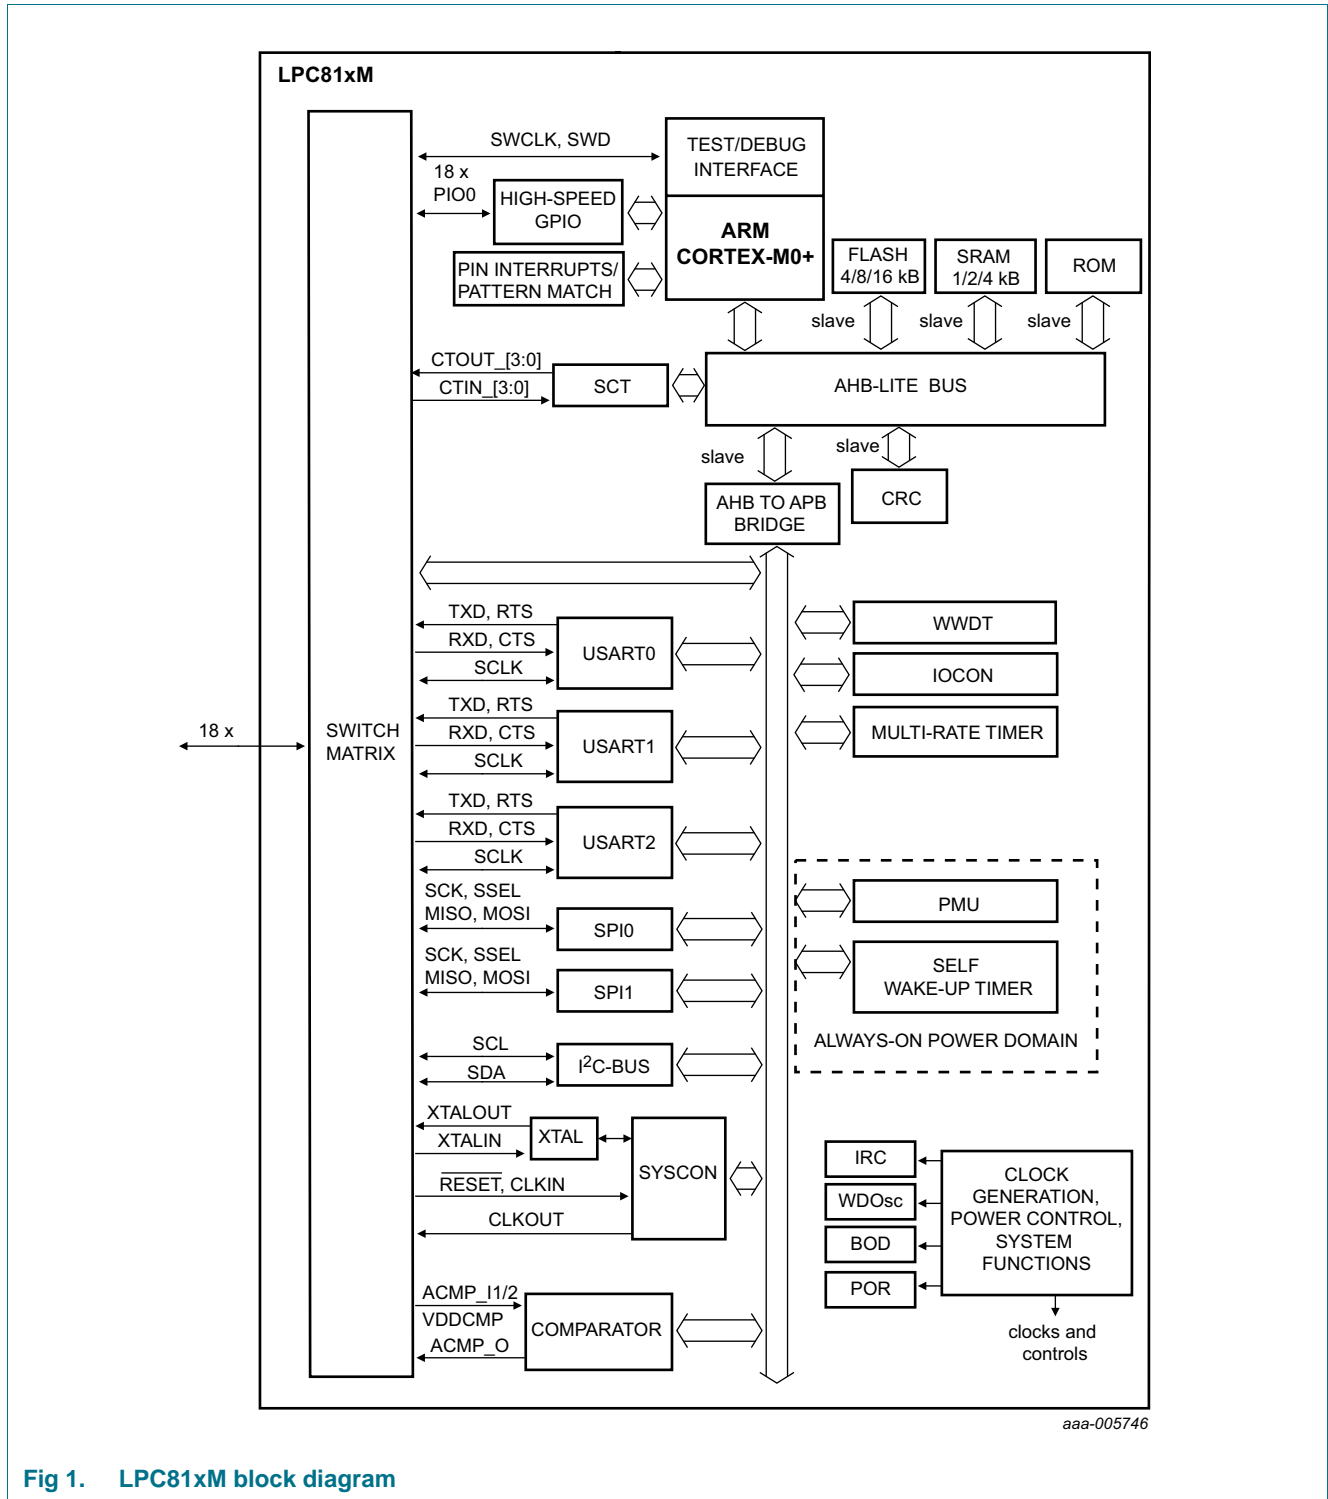 LPC81xM
SWCLK, SWD
TEST/DEBUG
INTERFACE
18 x
PIO0
HIGH-SPEED
GPIO
ARM
CORTEX-M0+
PIN INTERRUPTS/
PATTERN MATCH
FLASH
4/8/16 kB
SRAM
1/2/4 kB
ROM
slave
slave
slave
CTOUT_[3:0]
CTIN_[3:0]
SCT
AHB-LITE BUS
slave
slave
AHB TO APB
BRIDGE
CRC
TXD, RTS
RXD, CTS
SCLK
USART0
WWDT
IOCON
18 x
SWITCH
MATRIX
TXD, RTS
RXD, CTS
SCLK
USART1
MULTI-RATE TIMER
TXD, RTS
RXD, CTS
SCLK
USART2
SCK, SSEL
MISO, MOSI
SPI0
PMU
SCK, SSEL
MISO, MOSI
SPI1
SELF
WAKE-UP TIMER
ALWAYS-ON POWER DOMAIN
SCL
SDA
I2C-BUS
XTALOUT
XTALIN
XTAL
RESET, CLKIN
CLKOUT
SYSCON
IRC
WDOsc
BOD
POR
CLOCK
GENERATION,
POWER CONTROL,
SYSTEM
FUNCTIONS
clocks and
controls
ACMP_I1/2
VDDCMP
ACMP_O
COMPARATOR
aaa-005746
Fig 1. LPC81xM block diagram